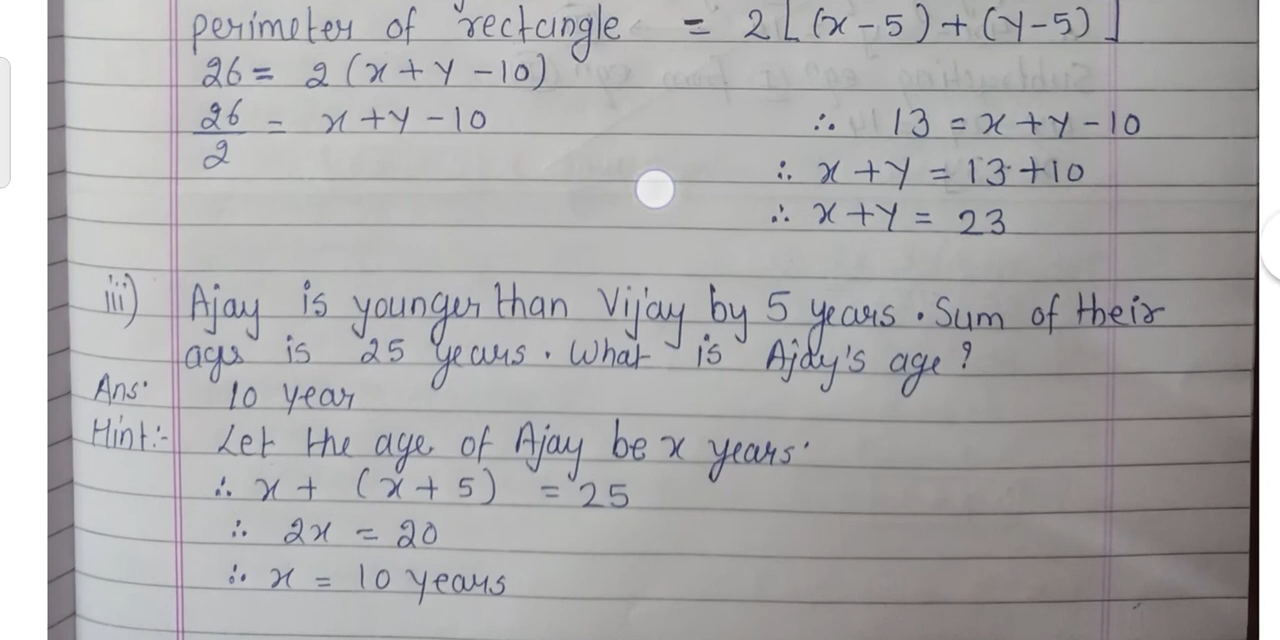 perimeter of rectangle = 2[(x-5)+(y-5)]
26 = 2(x+y-10)
26/2 = x+y-10 ∴ 13 = x+y-10
∴ x+y = 13+10
∴ x+y = 23
iii) Ajay is younger than Vijay by 5 years. Sum of their
ages is 25 years. What is Ajay's age?
Ans. 10 year
Hint:- Let the age of Ajay be x years.
∴ x + (x+5) = 25
∴ 2x = 20
∴ x = 10 years